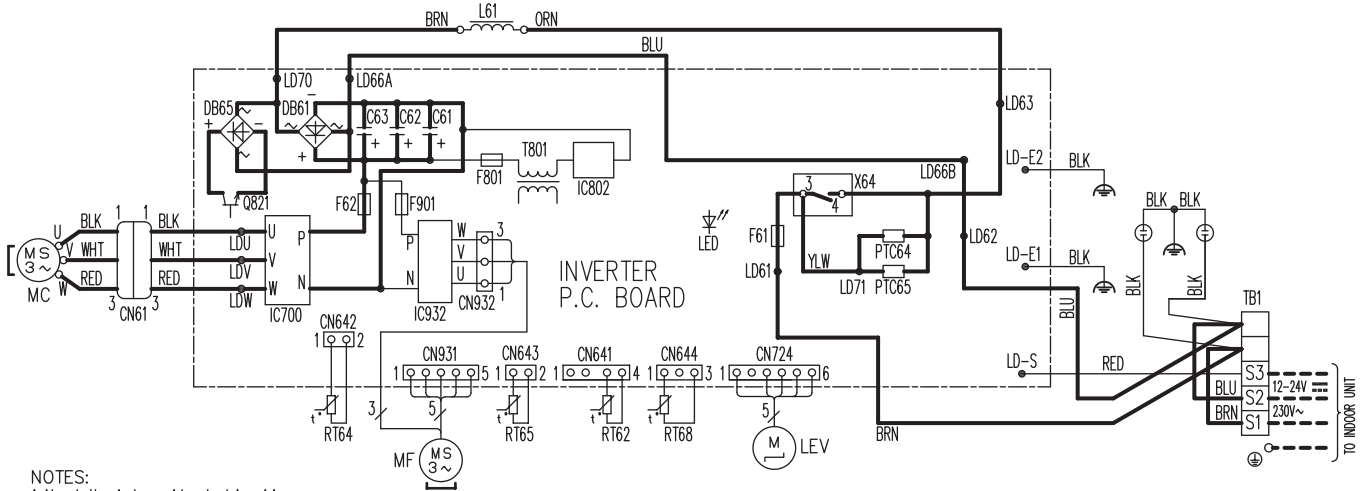 BRN L61 ORN
BLU
LD70 LD66A
DB65 DB61 C63 C62 C61
LD63
+ ~ − ~ − ~ + ~ + + +
T801
F801 IC802
LD66B LD-E2 BLK
3 X64
4
Q821 F62 F901
BLK BLK
U BLK 1 1 BLK LDU U P
P W 3
LED F61 PTC64 LD62
V WHT WHT LDV V
V
INVERTER
P.C. BOARD
YLW LD-E1 BLK
MS
3~
MC
W RED 3 3 RED LDW W N
N U 1
LD61 LD71 PTC65
BLK BLK
CN61 IC700 IC932 CN932
BLU TB1
CN642
1 2
CN931
1 5
CN643
1 2
CN641
1 4
CN644
1 3
CN724
1 6
LD-S RED
S3 12-24V
BLU S2
BRN S1 230V~
TO INDOOR UNIT
t° RT64
3 5
t° RT65
t° RT62
t° RT68
5
BRN
MF MS
3~
M LEV
NOTES: